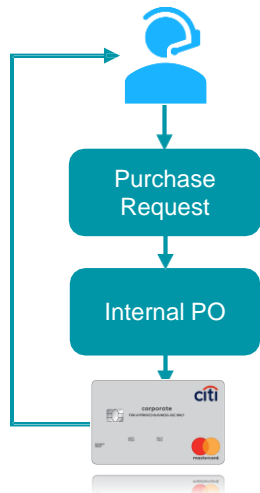 Purchase
Request
Internal PO
citi
corporate
mastercard